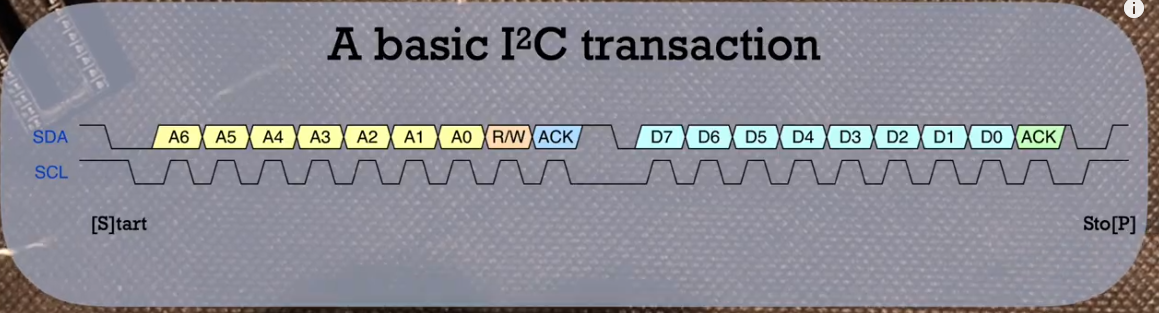 A basic I²C transaction
SDA A6 A5 A4 A3 A2 A1 A0 R/W ACK D7 D6 D5 D4 D3 D2 D1 D0 ACK
SCL
[S]tart Sto[P]
i